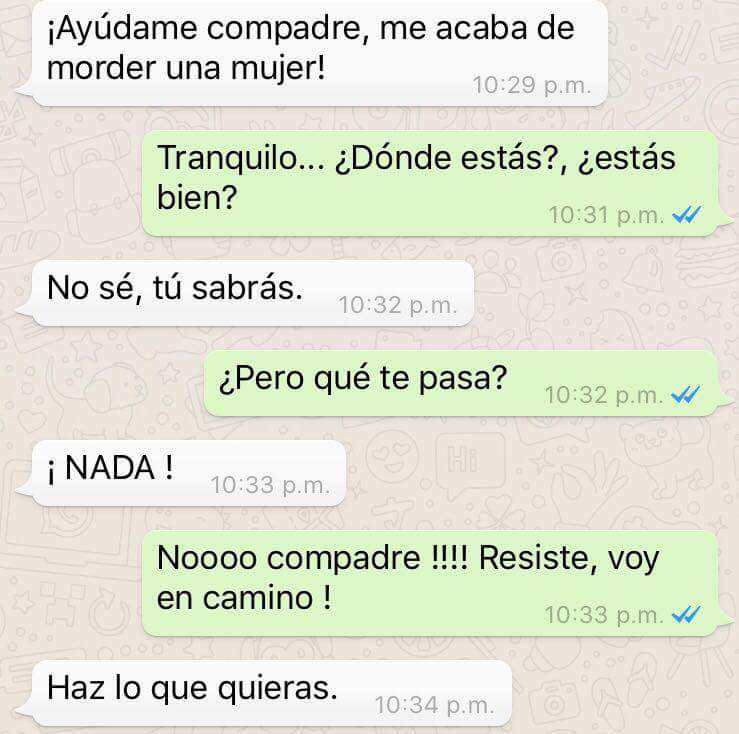 ¡Ayúdame compadre, me acaba de
morder una mujer!
10:29 p.m.
Tranquilo... ¿Dónde estás?, ¿estás
bien?
10:31 p.m.
No sé, tú sabrás.
10:32 p.m.
¿Pero qué te pasa?
10:32 p.m.
¡ NADA !
10:33 p.m.
Noooo compadre !!!! Resiste, voy
en camino !
10:33 p.m.
Haz lo que quieras.
10:34 p.m.
Hi